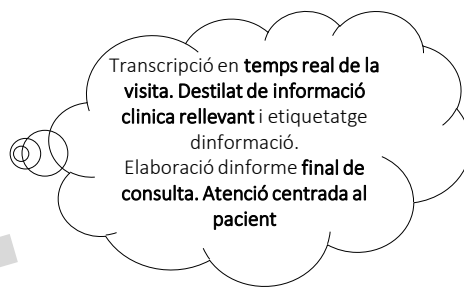 Transcripció en temps real de la
visita. Destilat de informació
clinica rellevant i etiquetatge
dinformació.
Elaboració dinforme final de
consulta. Atenció centrada al
pacient